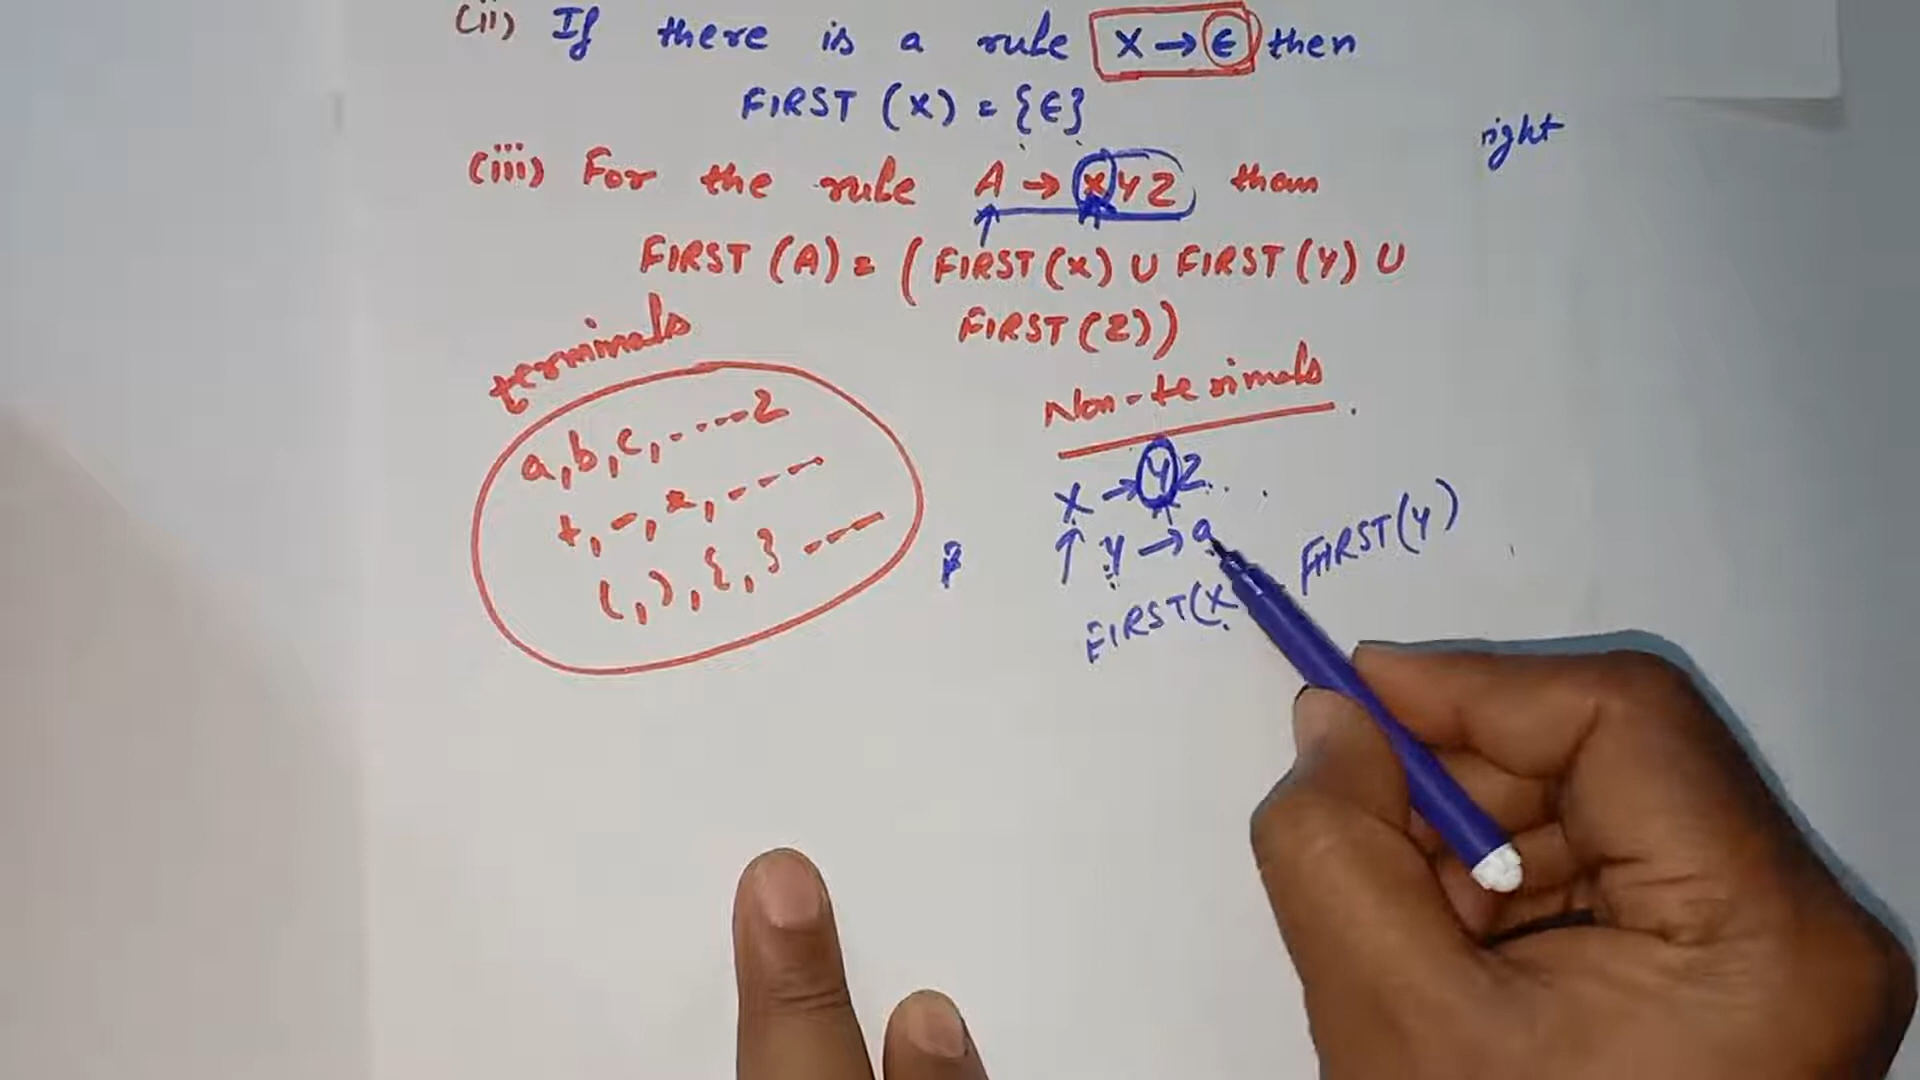 (ii) If there is a rule X → ϵ then
FIRST (X) = {ϵ}
right
(iii) For the rule A → XYZ then
FIRST (A) = (FIRST(X) U FIRST(Y) U
FIRST(Z))
terminals
a, b, c, ----- z
+, -, *, ----
(, ), {, } ----
Non-terimals
X → YZ...
Y → a
FIRST(X
FIRST(Y)